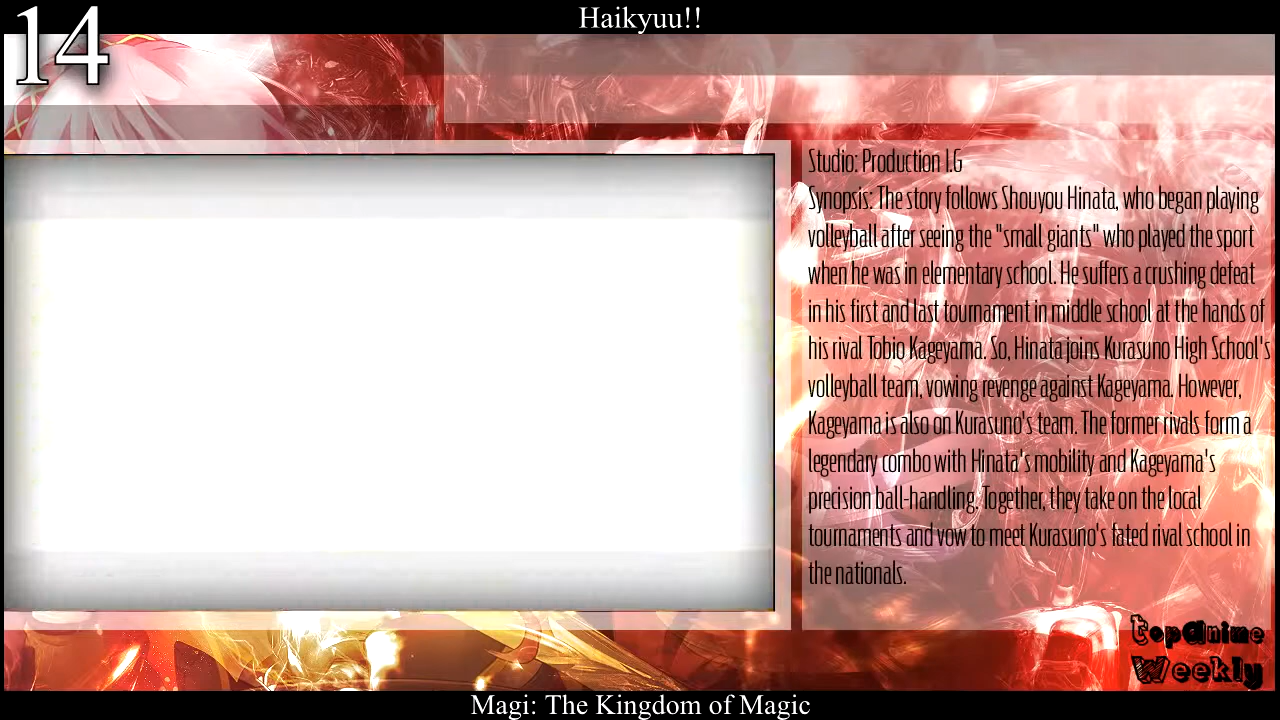 14
Haikyuu!!
Studio: Production I.G
Synopsis: The story follows Shouyou Hinata, who began playing
volleyball after seeing the "small giants" who played the sport
when he was in elementary school. He suffers a crushing defeat
in his first and last tournament in middle school at the hands of
his rival Tobio Kageyama. So, Hinata joins Kurasuno High School's
volleyball team, vowing revenge against Kageyama. However,
Kageyama is also on Kurasuno's team. The former rivals form a
legendary combo with Hinata's mobility and Kageyama's
precision ball-handling. Together, they take on the local
tournaments and vow to meet Kurasuno's fated rival school in
the nationals.
topAnime
Weekly
Magi: The Kingdom of Magic